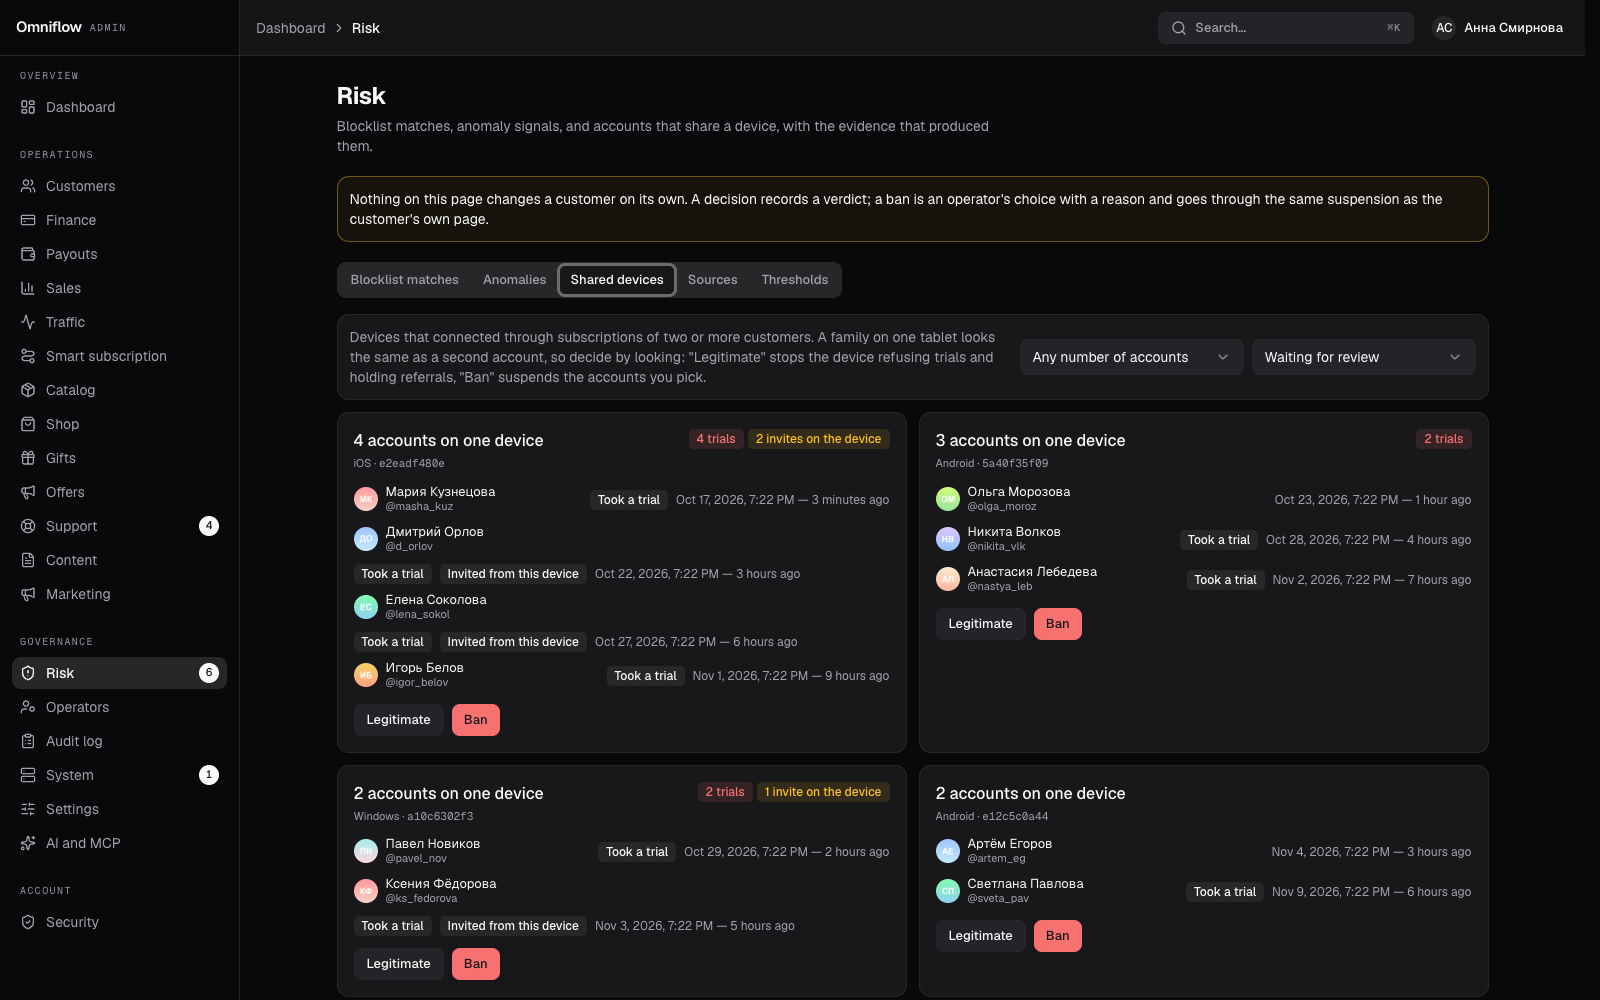 Omniflow ADMIN
Dashboard > Risk
Search...
⌘K
AC
Анна Смирнова
OVERVIEW
Dashboard
OPERATIONS
Customers
Finance
Payouts
Sales
Traffic
Smart subscription
Catalog
Shop
Gifts
Offers
Support 4
Content
Marketing
GOVERNANCE
Risk 6
Operators
Audit log
System 1
Settings
AI and MCP
ACCOUNT
Security
Risk
Blocklist matches, anomaly signals, and accounts that share a device, with the evidence that produced
them.
Nothing on this page changes a customer on its own. A decision records a verdict; a ban is an operator's choice with a reason and goes through the same suspension as the
customer's own page.
Blocklist matches
Anomalies
Shared devices
Sources
Thresholds
Devices that connected through subscriptions of two or more customers. A family on one tablet looks
the same as a second account, so decide by looking: "Legitimate" stops the device refusing trials and
holding referrals, "Ban" suspends the accounts you pick.
Any number of accounts
Waiting for review
4 accounts on one device
4 trials
2 invites on the device
iOS · e2eadf480e
МК
Мария Кузнецова
@masha_kuz
Took a trial
Oct 17, 2026, 7:22 PM — 3 minutes ago
ДО
Дмитрий Орлов
@d_orlov
Took a trial
Invited from this device
Oct 22, 2026, 7:22 PM — 3 hours ago
ЕС
Елена Соколова
@lena_sokol
Took a trial
Invited from this device
Oct 27, 2026, 7:22 PM — 6 hours ago
ИБ
Игорь Белов
@igor_belov
Took a trial
Nov 1, 2026, 7:22 PM — 9 hours ago
Legitimate
Ban
3 accounts on one device
2 trials
Android · 5a40f35f09
ОМ
Ольга Морозова
@olga_moroz
Oct 23, 2026, 7:22 PM — 1 hour ago
НВ
Никита Волков
@nikita_vlk
Took a trial
Oct 28, 2026, 7:22 PM — 4 hours ago
АЛ
Анастасия Лебедева
@nastya_leb
Took a trial
Nov 2, 2026, 7:22 PM — 7 hours ago
Legitimate
Ban
2 accounts on one device
2 trials
1 invite on the device
Windows · a10c6302f3
ПН
Павел Новиков
@pavel_nov
Took a trial
Oct 29, 2026, 7:22 PM — 2 hours ago
КФ
Ксения Фёдорова
@ks_fedorova
Took a trial
Invited from this device
Nov 3, 2026, 7:22 PM — 5 hours ago
Legitimate
Ban
2 accounts on one device
Android · e12c5c0a44
АЕ
Артём Егоров
@artem_eg
Nov 4, 2026, 7:22 PM — 3 hours ago
СП
Светлана Павлова
@sveta_pav
Took a trial
Nov 9, 2026, 7:22 PM — 6 hours ago
Legitimate
Ban